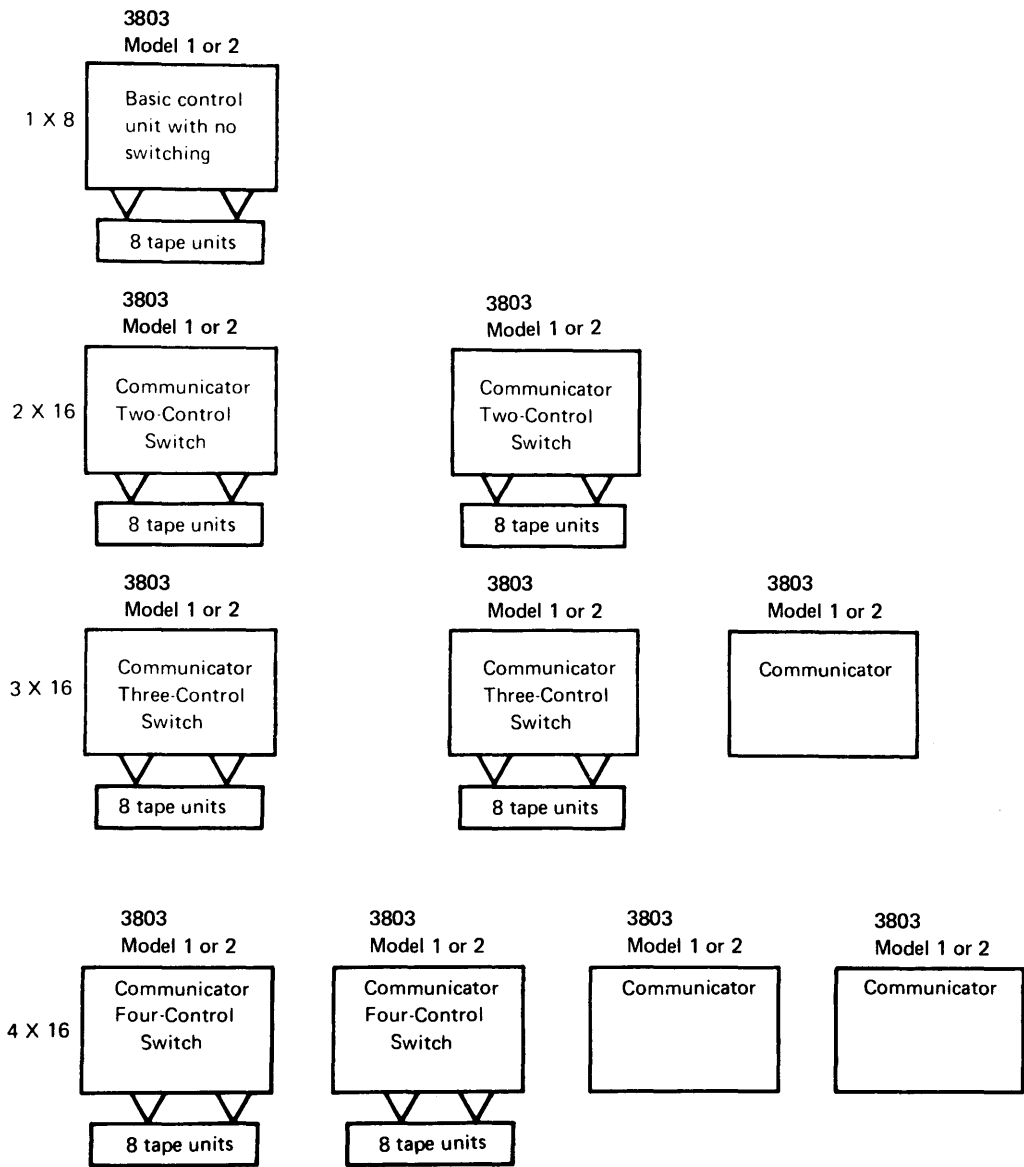 3803
Model 1 or 2
1 X 8
Basic control
unit with no
switching
8 tape units
3803
Model 1 or 2
3803
Model 1 or 2
2 X 16
Communicator
Two-Control
Switch
Communicator
Two-Control
Switch
8 tape units
8 tape units
3803
Model 1 or 2
3803
Model 1 or 2
3803
Model 1 or 2
3 X 16
Communicator
Three-Control
Switch
Communicator
Three-Control
Switch
Communicator
8 tape units
8 tape units
3803
Model 1 or 2
3803
Model 1 or 2
3803
Model 1 or 2
3803
Model 1 or 2
4 X 16
Communicator
Four-Control
Switch
Communicator
Four-Control
Switch
Communicator
Communicator
8 tape units
8 tape units